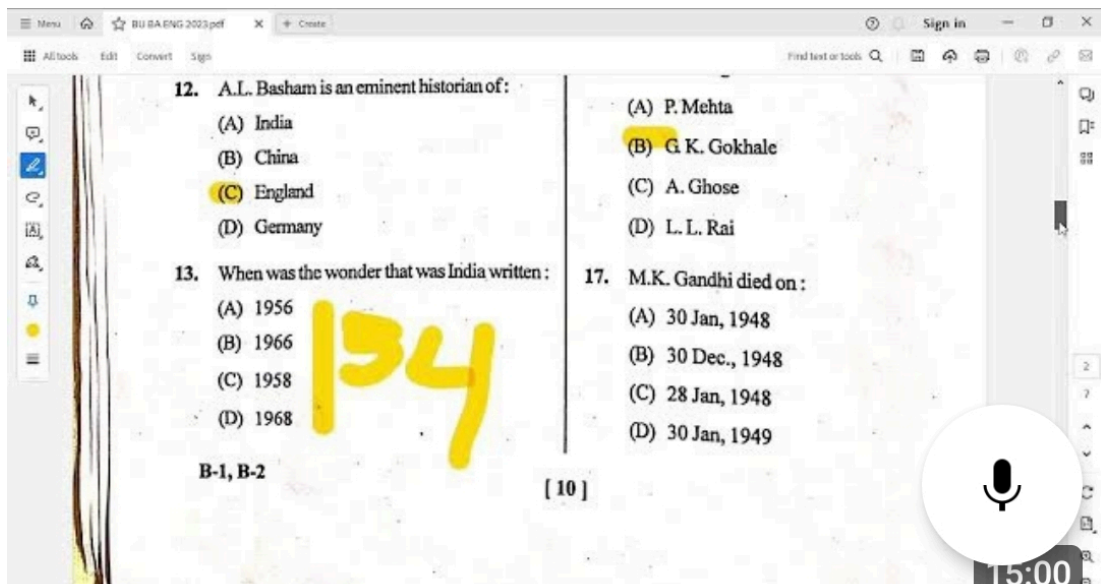 Menu
BU BA ENG 2023.pdf
+ Create
Sign in
All tools Edit Convert Sign
Find text or tools
12. A.L. Basham is an eminent historian of :
(A) India
(B) China
(C) England
(D) Germany
13. When was the wonder that was India written :
(A) 1956
(B) 1966
(C) 1958
(D) 1968
B-1, B-2
(A) P. Mehta
(B) G. K. Gokhale
(C) A. Ghose
(D) L. L. Rai
17. M.K. Gandhi died on :
(A) 30 Jan, 1948
(B) 30 Dec., 1948
(C) 28 Jan, 1948
(D) 30 Jan, 1949
[ 10 ]
2
7
15:00